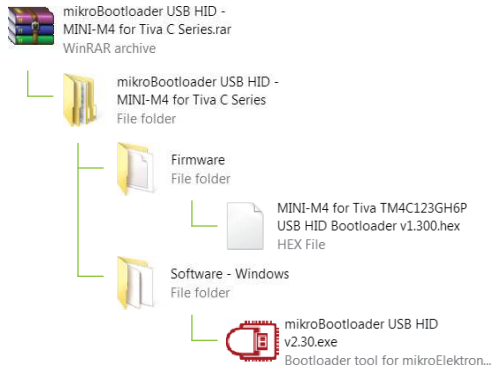 mikroBootloader USB HID -
MINI-M4 for Tiva C Series.rar
WinRAR archive
mikroBootloader USB HID -
MINI-M4 for Tiva C Series
File folder
Firmware
File folder
MINI-M4 for Tiva TM4C123GH6P
USB HID Bootloader v1.300.hex
HEX File
Software - Windows
File folder
mikroBootloader USB HID
v2.30.exe
Bootloader tool for mikroElektron...